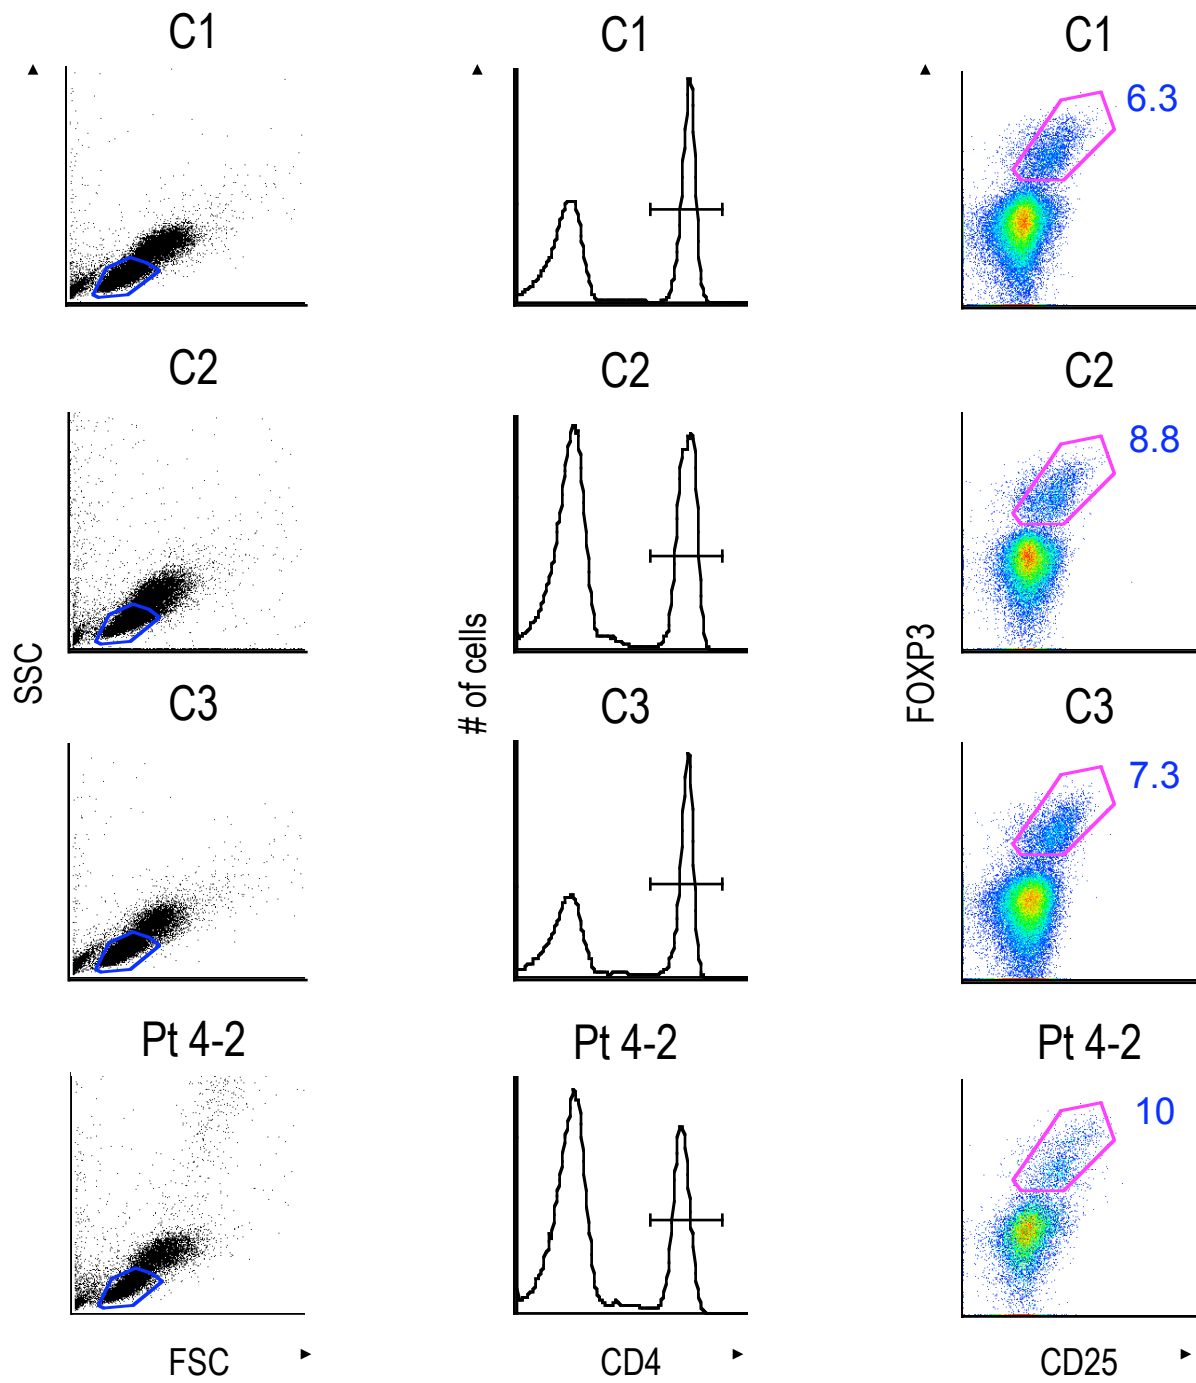 C1 C1 C1
6.3
C2 C2 C2
8.8
SSC # of cells FOXP3
C3 C3 C3
7.3
Pt 4-2 Pt 4-2 Pt 4-2
10
FSC CD4 CD25